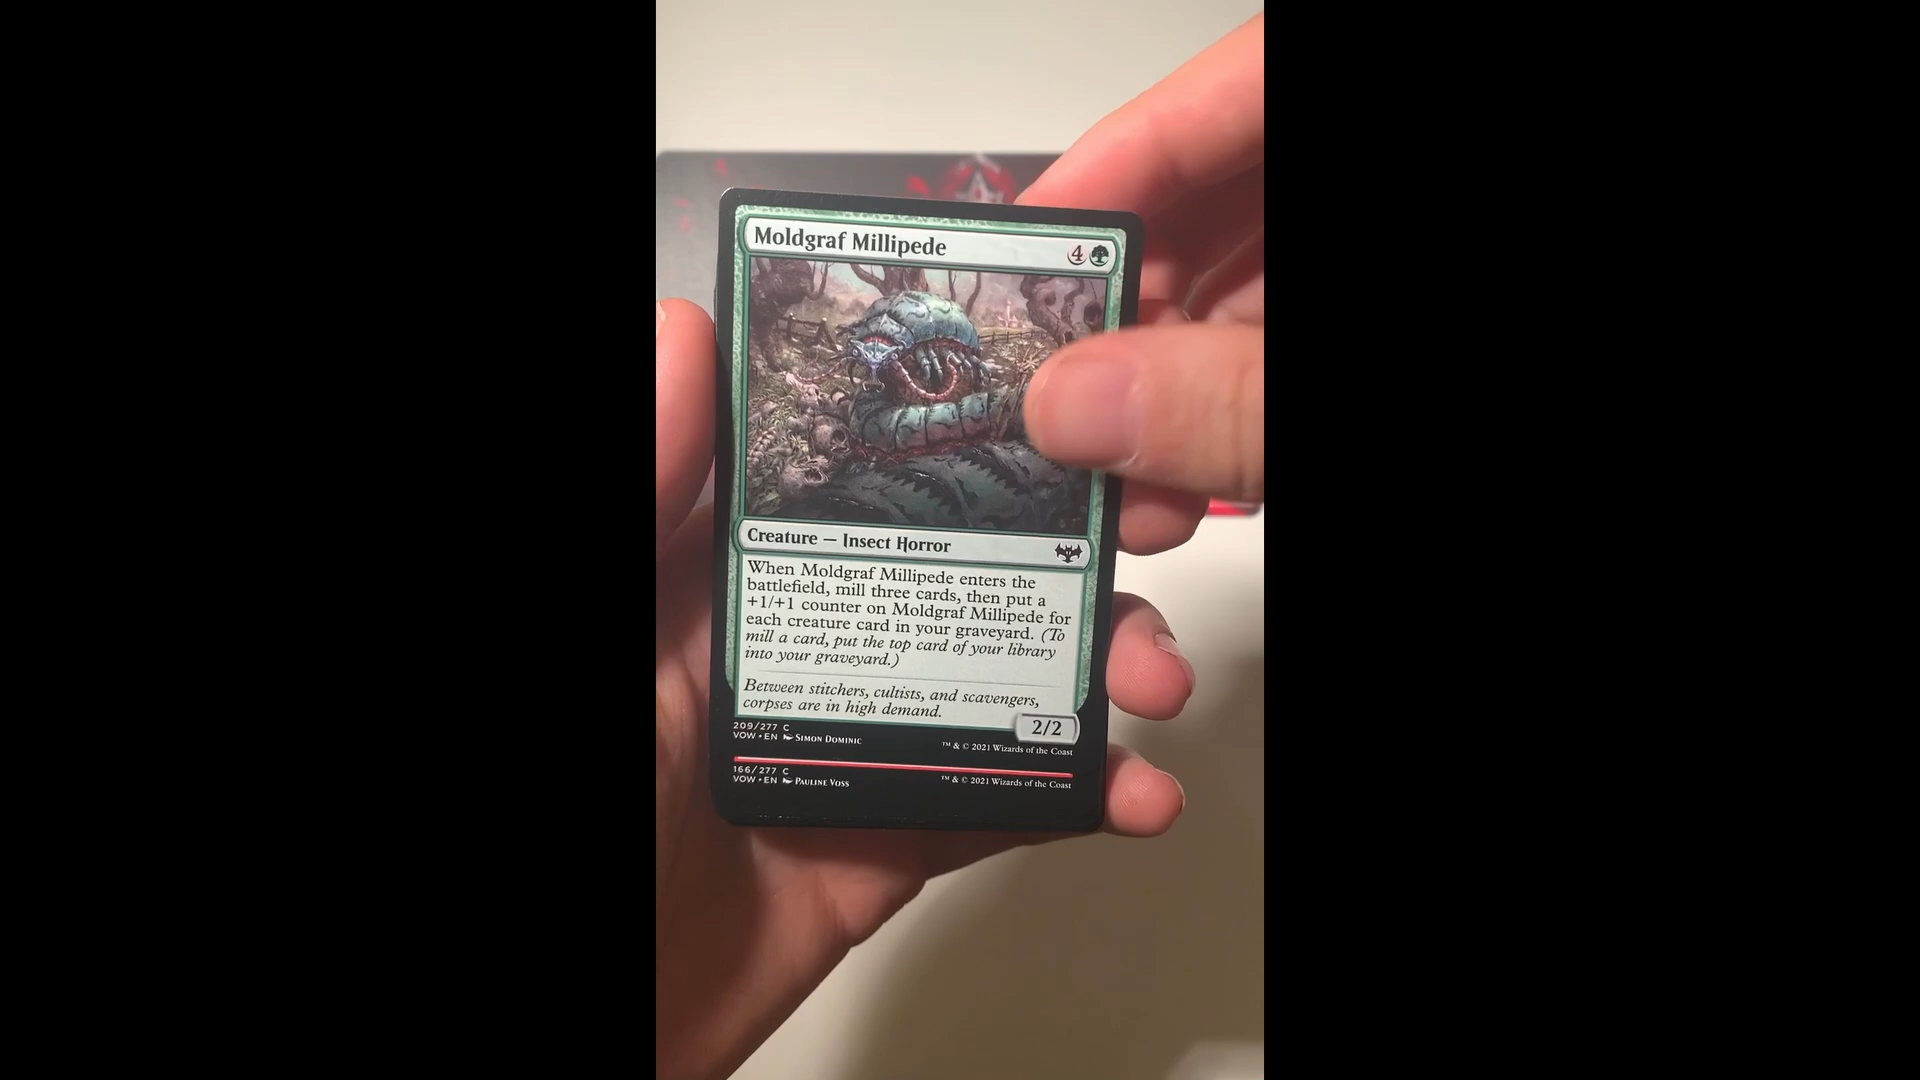 Moldgraf Millipede
4
Creature — Insect Horror
When Moldgraf Millipede enters the
battlefield, mill three cards, then put a
+1/+1 counter on Moldgraf Millipede for
each creature card in your graveyard. (To
mill a card, put the top card of your library
into your graveyard.)
Between stitchers, cultists, and scavengers,
corpses are in high demand.
2/2
209/277 C
VOW • EN Simon Dominic
™ & © 2021 Wizards of the Coast
166/277 C
VOW • EN Pauline Voss
™ & © 2021 Wizards of the Coast